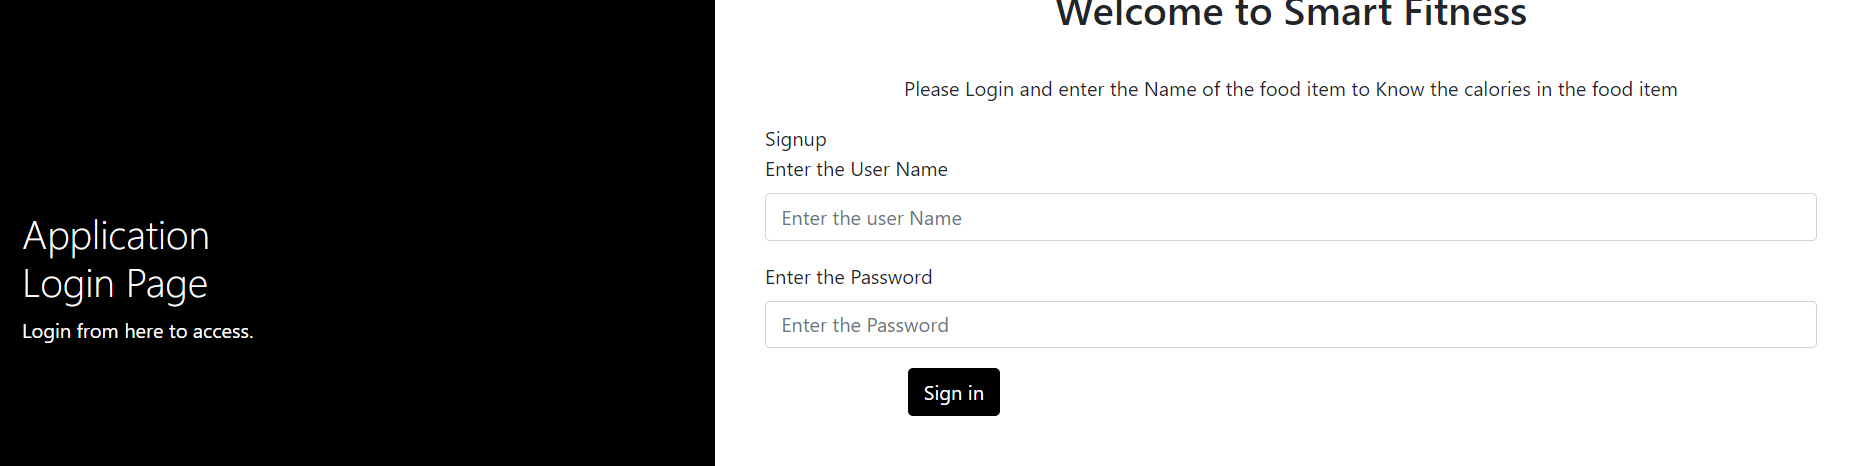 Welcome to Smart Fitness
Please Login and enter the Name of the food item to Know the calories in the food item
Signup
Enter the User Name
Enter the user Name
Enter the Password
Enter the Password
Sign in
Application
Login Page
Login from here to access.